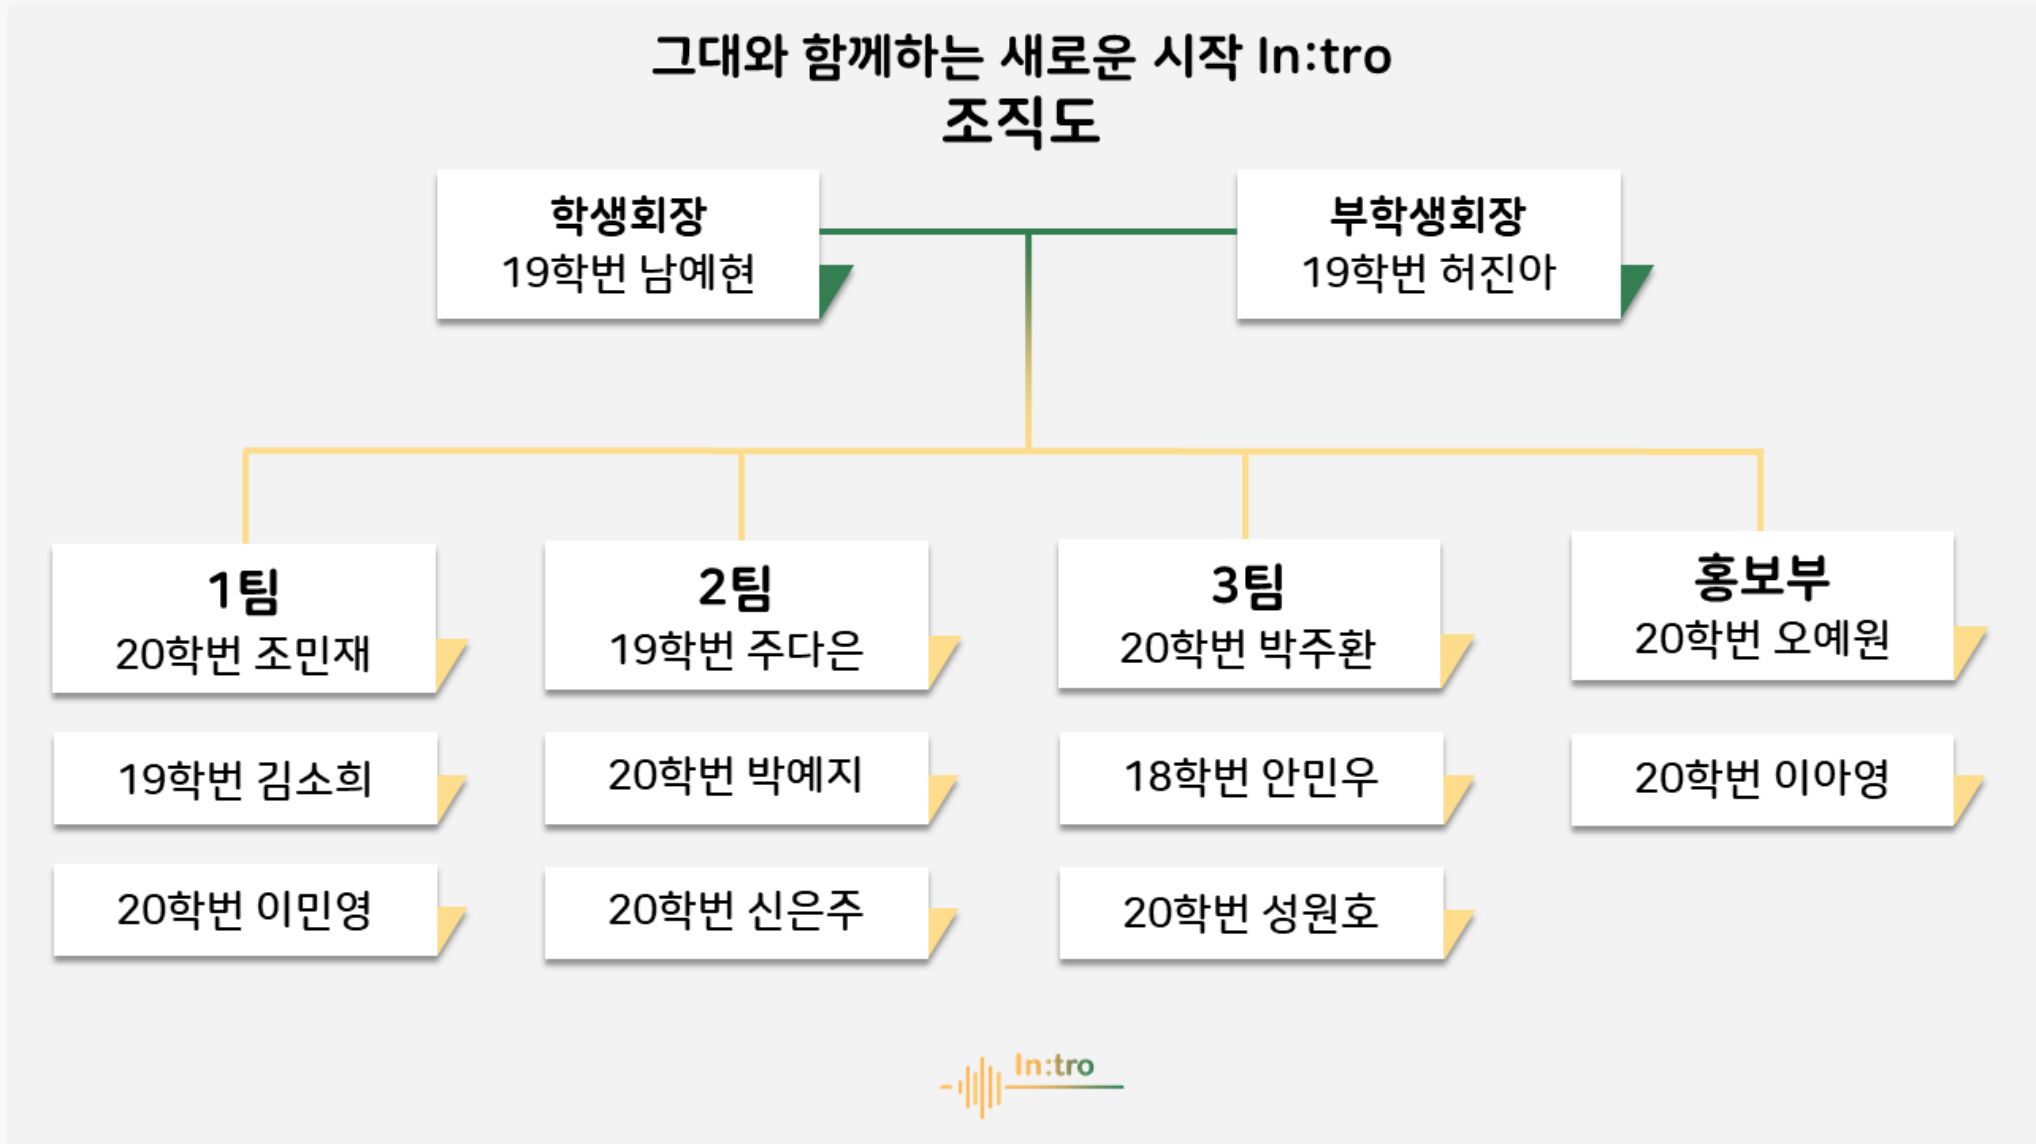 그대와 함께하는 새로운 시작 In:tro
조직도
학생회장
19학번 남예현
부학생회장
19학번 허진아
1팀
20학번 조민재
19학번 김소희
20학번 이민영
2팀
19학번 주다은
20학번 박예지
20학번 신은주
3팀
20학번 박주환
18학번 안민우
20학번 성원호
홍보부
20학번 오예원
20학번 이아영
In:tro